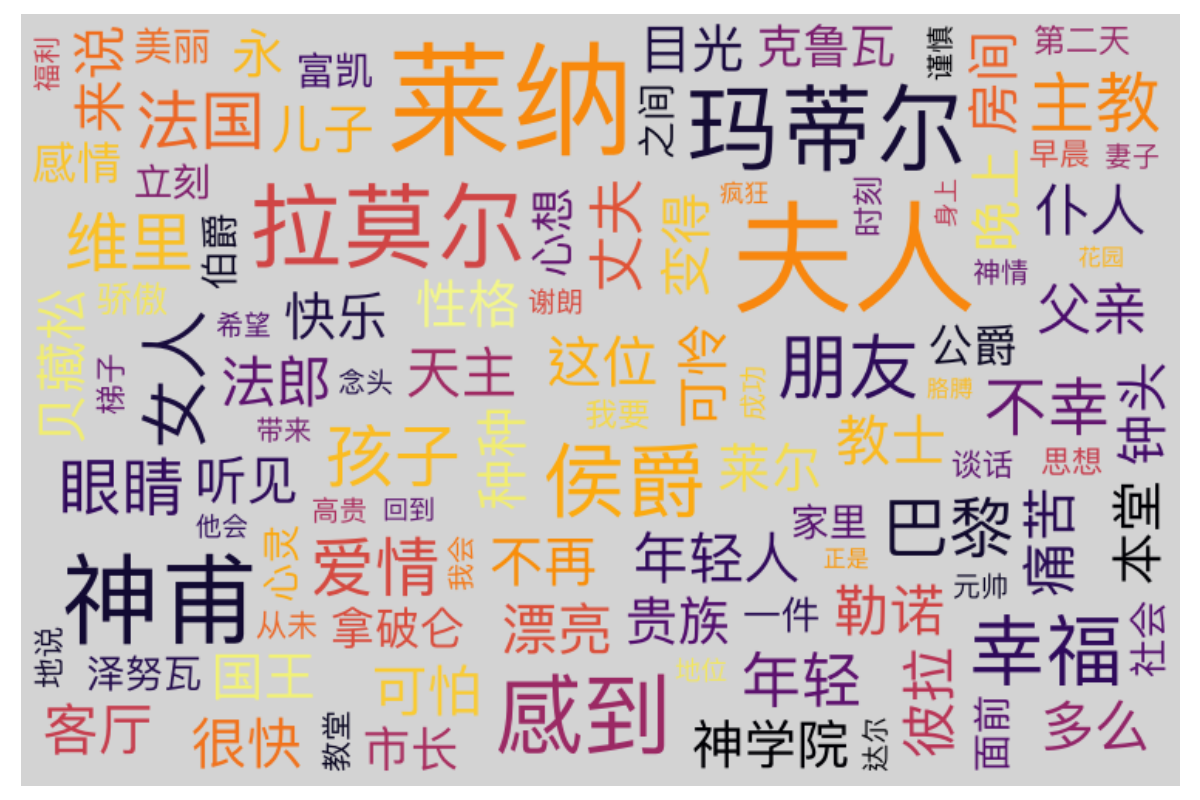 福利
来说
美丽
永
富凯
莱纳
目光
克鲁瓦
谨慎
房间
第二天
法国
儿子
之间
玛蒂尔
主教
感情
立刻
早晨
妻子
维里
伯爵
拉莫尔
心想
丈夫
变得
疯狂
夫人
时刻
身上
晚上
仆人
神情
花园
贝藏松
骄傲
希望
快乐
性格
谢朗
父亲
梯子
女人
法郎
念头
天主
这位
可怜
朋友
公爵
成功
胳膊
不幸
钟头
带来
我要
眼睛
听见
孩子
种种
侯爵
莱尔
教士
谈话
思想
他会
高贵
回到
家里
巴黎
痛苦
本堂
神甫
心灵
爱情
我会
不再
年轻人
正是
元帅
从未
拿破仑
漂亮
贵族
一件
勒诺
幸福
社会
地说
泽努瓦
国王
可怕
感到
地位
年轻
彼拉
面前
多么
客厅
很快
教堂
市长
神学院
达尔